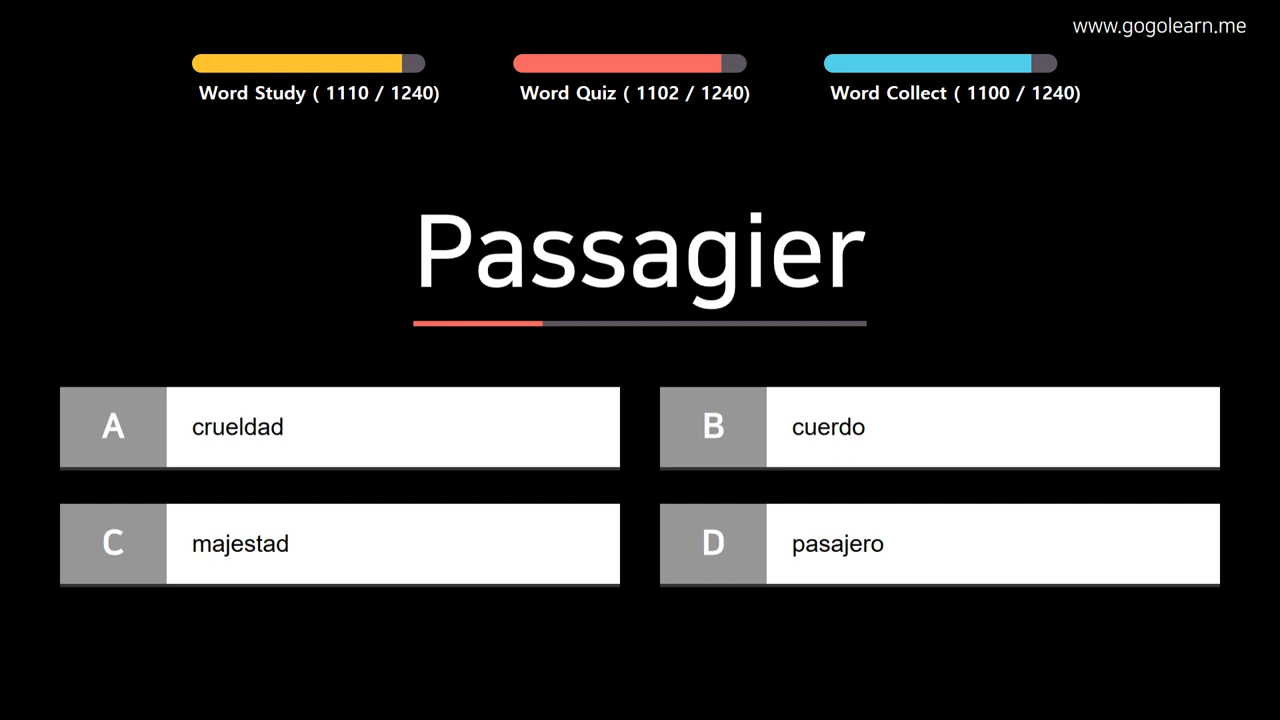 www.gogolearn.me
Word Study ( 1110 / 1240)
Word Quiz ( 1102 / 1240)
Word Collect ( 1100 / 1240)
Passagier
A crueldad
B cuerdo
C majestad
D pasajero